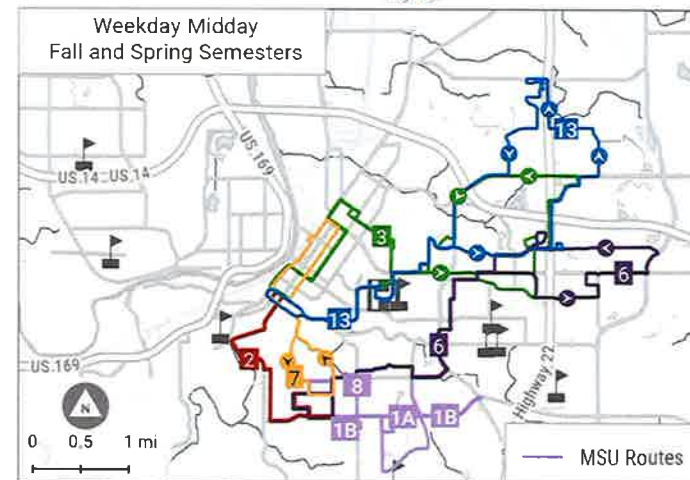 Weekday Midday
Fall and Spring Semesters
13
US 169
US 14
US 14
3
6
13
6
US 169
2
7
8
Highway 22
1A
1B
1B
N
0 0.5 1 mi
MSU Routes